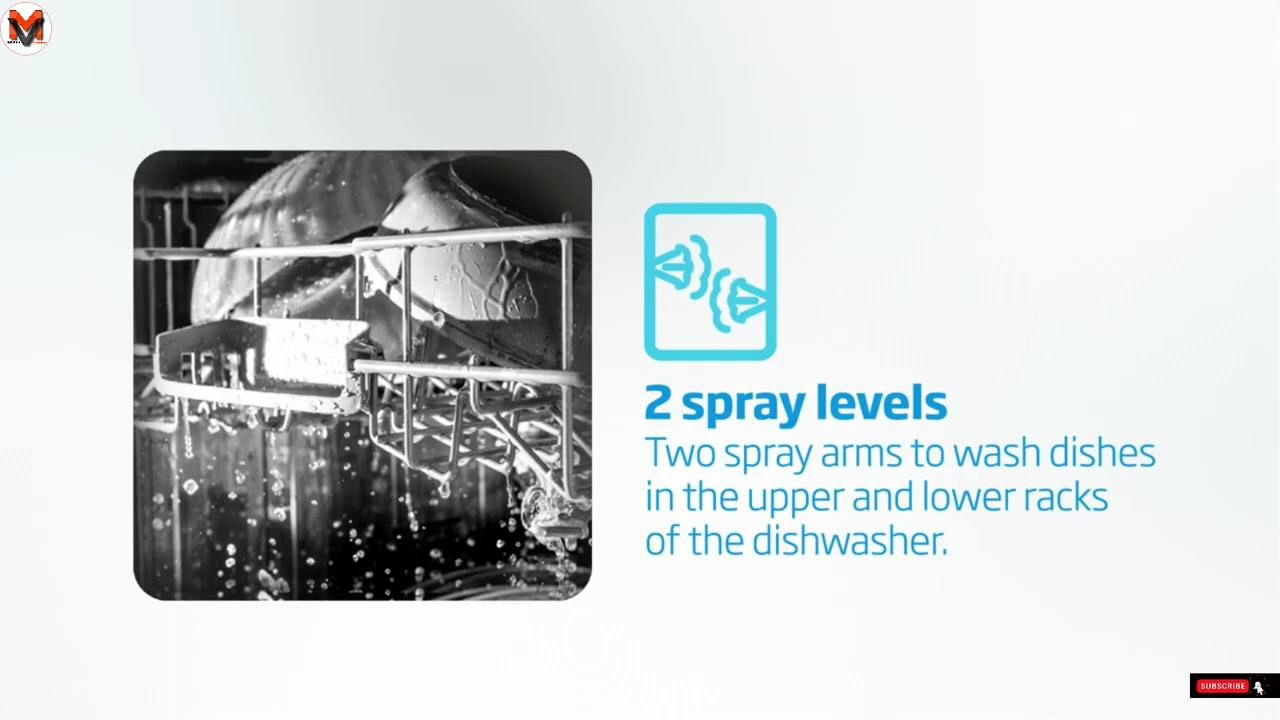 2 spray levels
Two spray arms to wash dishes
in the upper and lower racks
of the dishwasher.
SUBSCRIBE